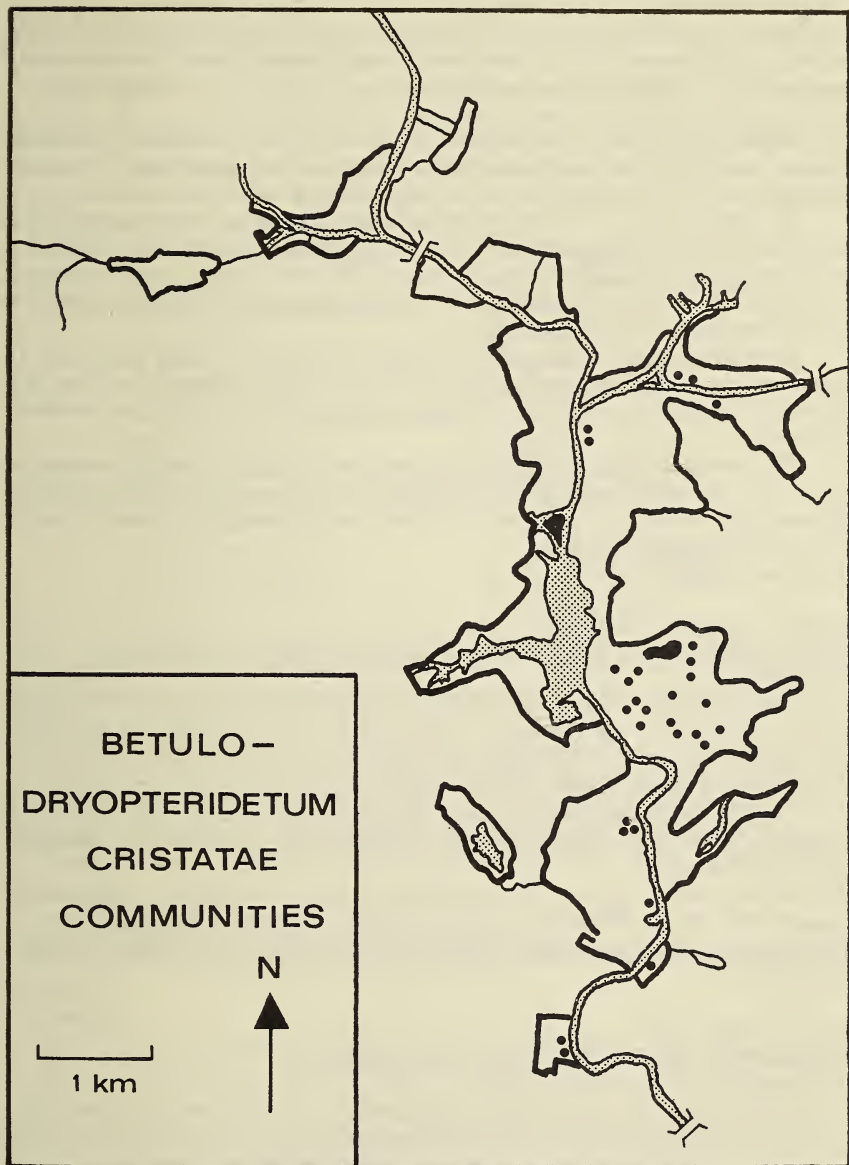 BETULO-
DRYOPTERIDETUM
CRISTATAE
COMMUNITIES
N
1 km